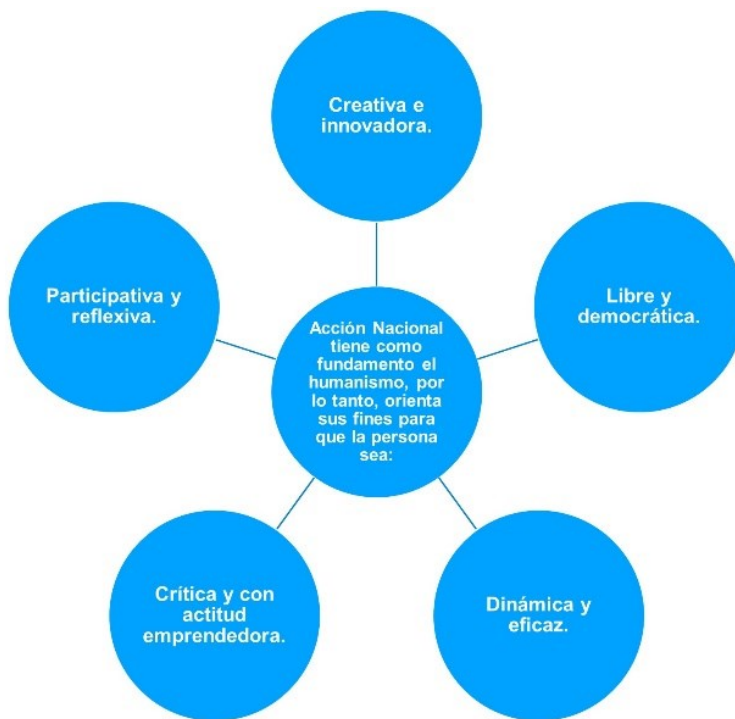 Creativa e
innovadora.
Participativa y
reflexiva.
Libre y
democrática.
Acción Nacional
tiene como
fundamento el
humanismo, por
lo tanto, orienta
sus fines para
que la persona
sea:
Crítica y con
actitud
emprendedora.
Dinámica y
eficaz.